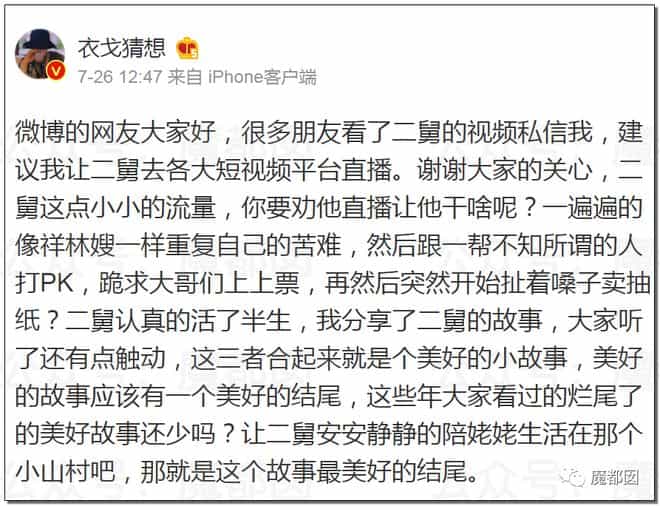 衣戈猜想
7-26 12:47 来自 iPhone客户端
微博的网友大家好，很多朋友看了二舅的视频私信我，建
议我让二舅去各大短视频平台直播。谢谢大家的关心，二
舅这点小小的流量，你要劝他直播让他干啥呢？一遍遍的
像祥林嫂一样重复自己的苦难，然后跟一帮不知所谓的人
打PK，跪求大哥们上上票，再然后突然开始扯着嗓子卖抽
纸？二舅认真的活了半生，我分享了二舅的故事，大家听
了还有点触动，这三者合起来就是个美好的小故事，美好
的故事应该有一个美好的结尾，这些年大家看过的烂尾了
的美好故事还少吗？让二舅安安静静的陪姥姥生活在那个
小山村吧，那就是这个故事最美好的结尾。
魔都囡